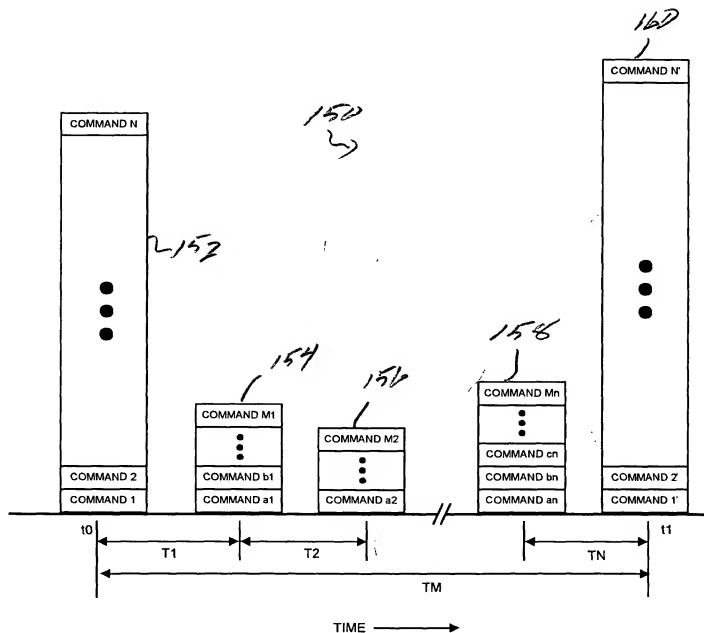 160
COMMAND N'
COMMAND N
150
152
154
156
158
COMMAND M1
COMMAND M2
COMMAND Mn
COMMAND cn
COMMAND 2
COMMAND b1
COMMAND bn
COMMAND 2'
COMMAND 1
COMMAND a1
COMMAND a2
COMMAND an
COMMAND 1'
t0
t1
T1
T2
TN
TM
TIME